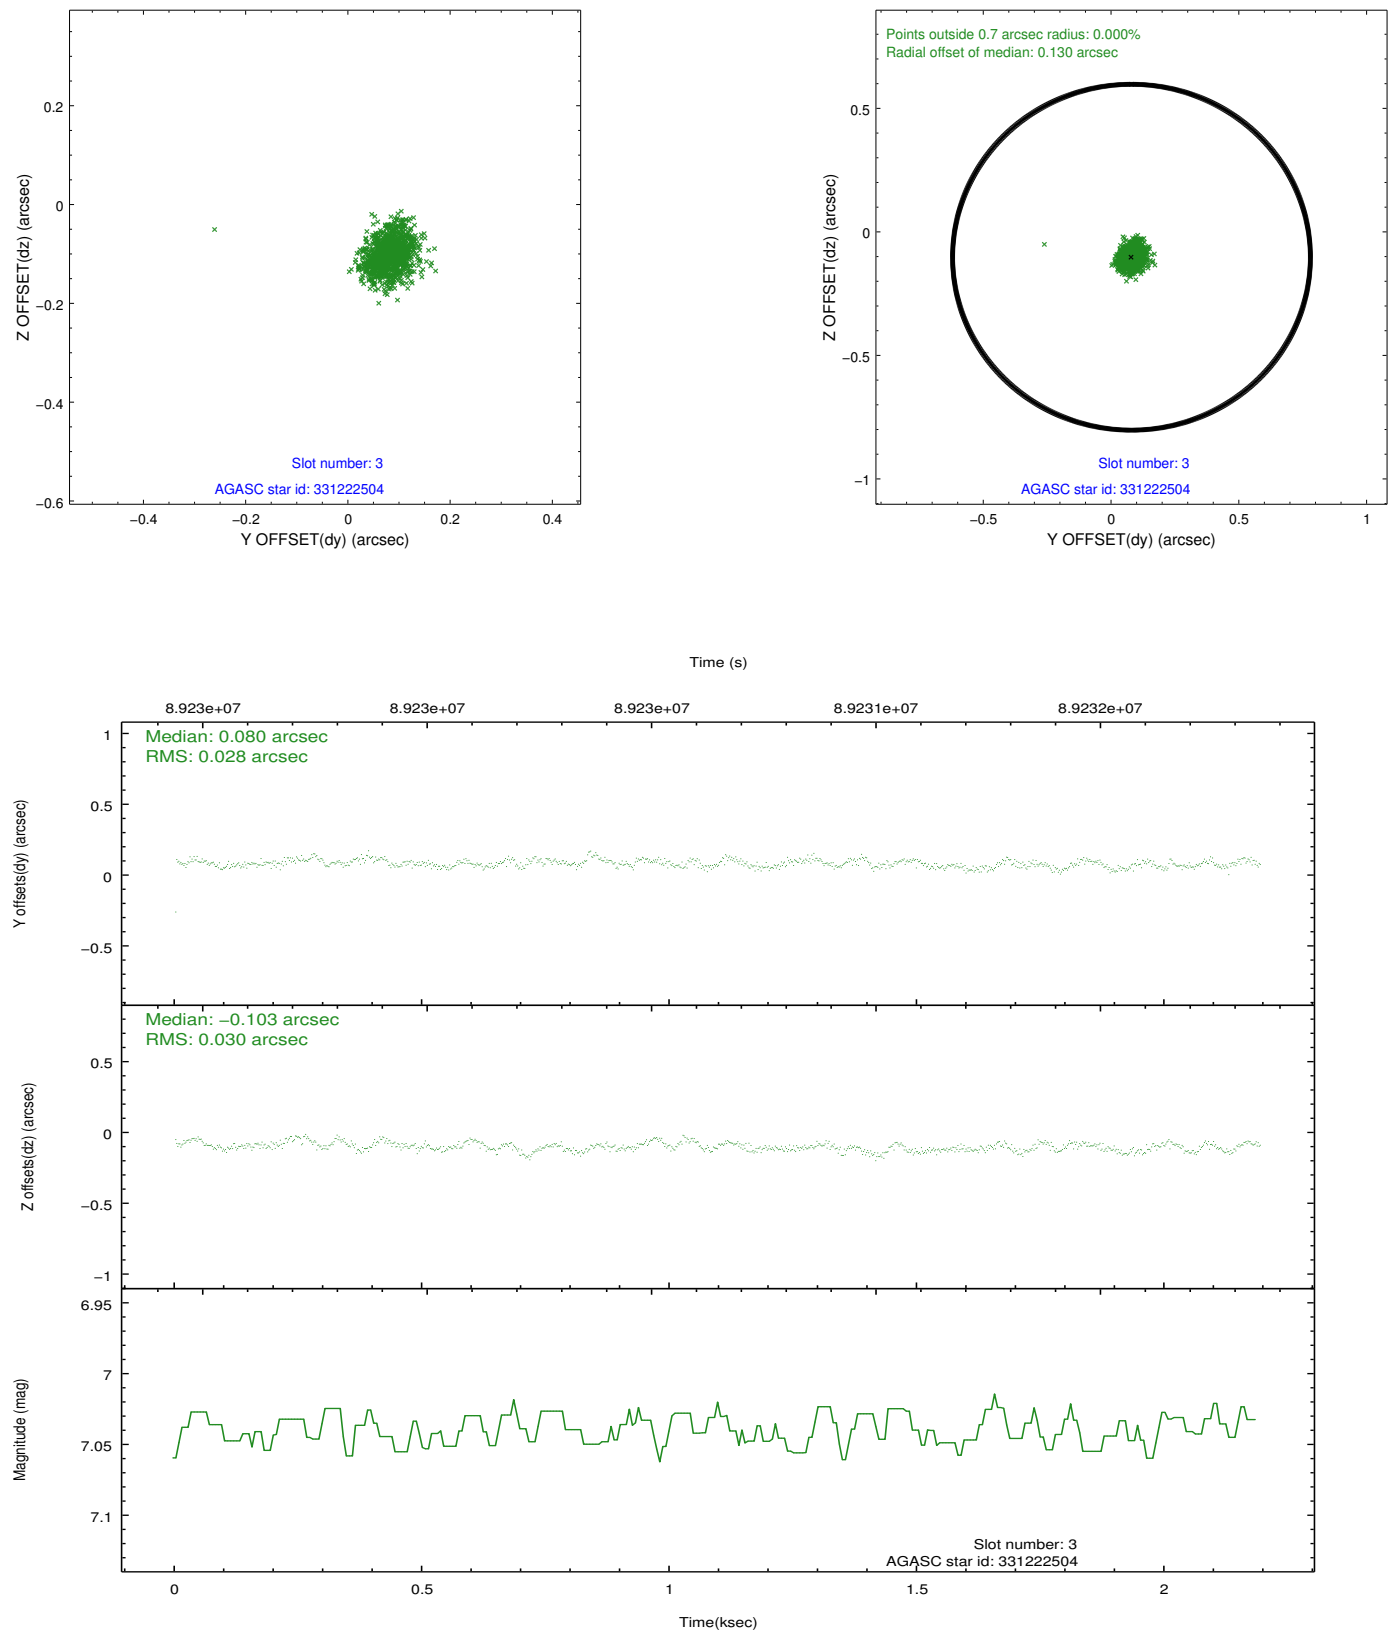 0.2
0
−0.2
−0.4
−0.6
Z OFFSET(dz) (arcsec)
Slot number: 3
AGASC star id: 331222504
−0.4
−0.2
0
0.2
0.4
Y OFFSET(dy) (arcsec)
Points outside 0.7 arcsec radius: 0.000%
Radial offset of median: 0.130 arcsec
0.5
0
−0.5
−1
Z OFFSET(dz) (arcsec)
Slot number: 3
AGASC star id: 331222504
−0.5
0
0.5
1
Y OFFSET(dy) (arcsec)
Time (s)
8.923e+07
8.923e+07
8.923e+07
8.9231e+07
8.9232e+07
Median: 0.080 arcsec
RMS: 0.028 arcsec
1
0.5
0
−0.5
Y offsets(dy) (arcsec)
Median: −0.103 arcsec
RMS: 0.030 arcsec
0.5
0
−0.5
−1
Z offsets(dz) (arcsec)
6.95
7
7.05
7.1
Magnitude (mag)
Slot number: 3
AGASC star id: 331222504
0
0.5
1
1.5
2
Time(ksec)